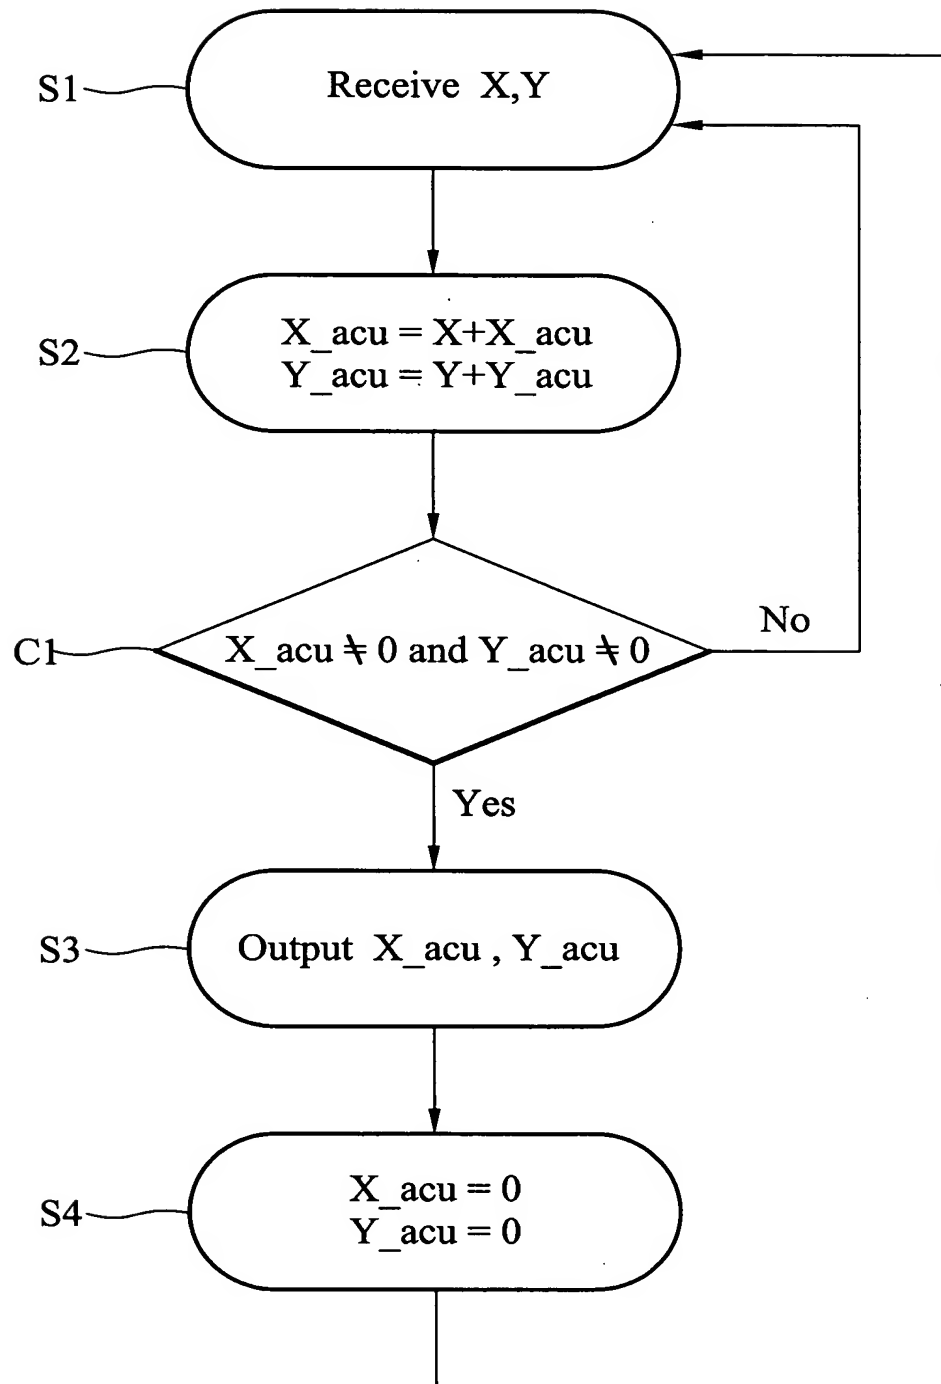 S1
Receive X,Y
S2
X_acu = X+X_acu
Y_acu = Y+Y_acu
C1
X_acu ≠ 0 and Y_acu ≠ 0
No
Yes
S3
Output X_acu , Y_acu
S4
X_acu = 0
Y_acu = 0